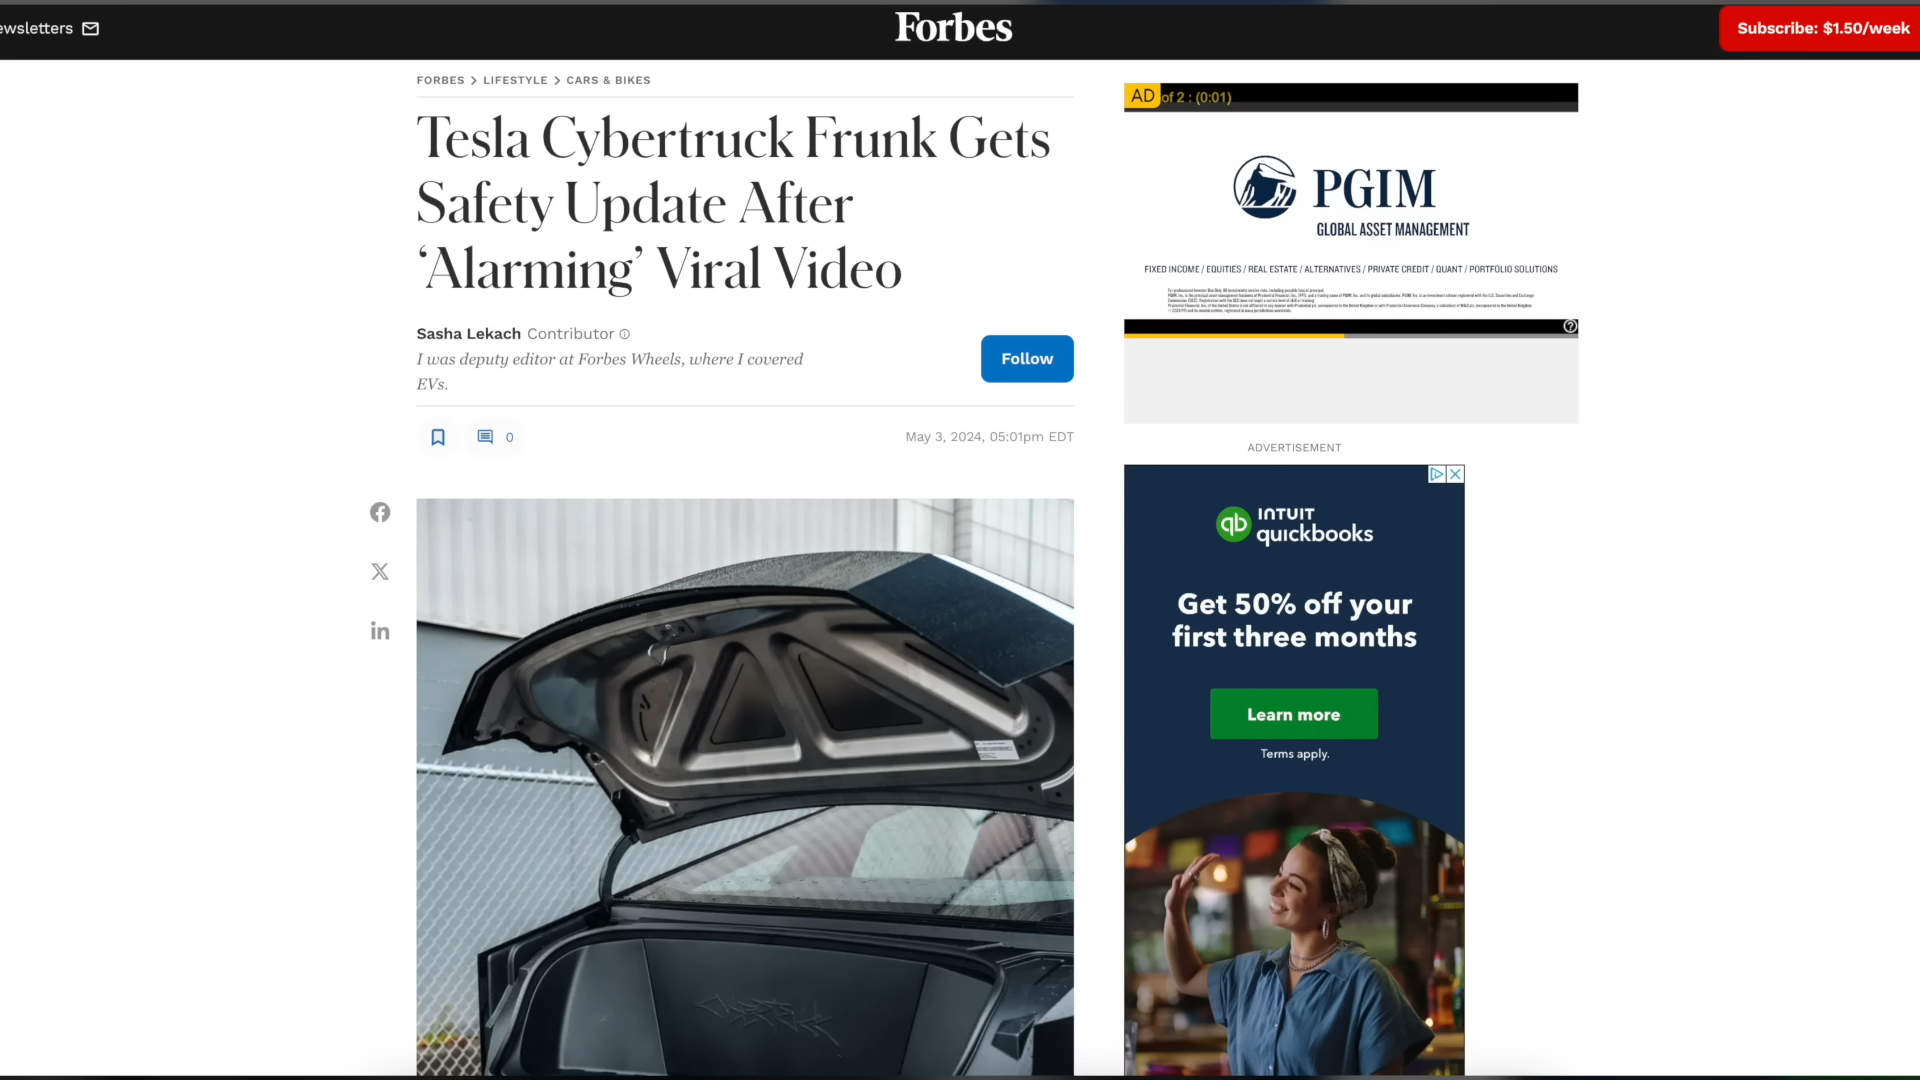 ewsletters
Forbes
Subscribe: $1.50/week
FORBES > LIFESTYLE > CARS & BIKES
Tesla Cybertruck Frunk Gets
Safety Update After
‘Alarming’ Viral Video
Sasha Lekach Contributor
I was deputy editor at Forbes Wheels, where I covered
EVs.
Follow
0
May 3, 2024, 05:01pm EDT
AD of 2 : (0:01)
PGIM
GLOBAL ASSET MANAGEMENT
FIXED INCOME / EQUITIES / REAL ESTATE / ALTERNATIVES / PRIVATE CREDIT / QUANT / PORTFOLIO SOLUTIONS
ADVERTISEMENT
qb INTUIT
quickbooks
Get 50% off your
first three months
Learn more
Terms apply.